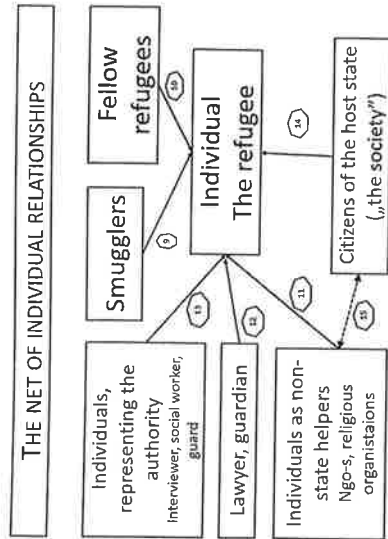 THE NET OF INDIVIDUAL RELATIONSHIPS
Individuals,
representing the
authority
Interviewer, social worker,
guard
Smugglers
Fellow
refugees
13
9
10
Lawyer, guardian
12
Individual
The refugee
11
14
Individuals as non-
state helpers
Ngo-s, religious
organistaions
15
Citizens of the host state
(„the society")